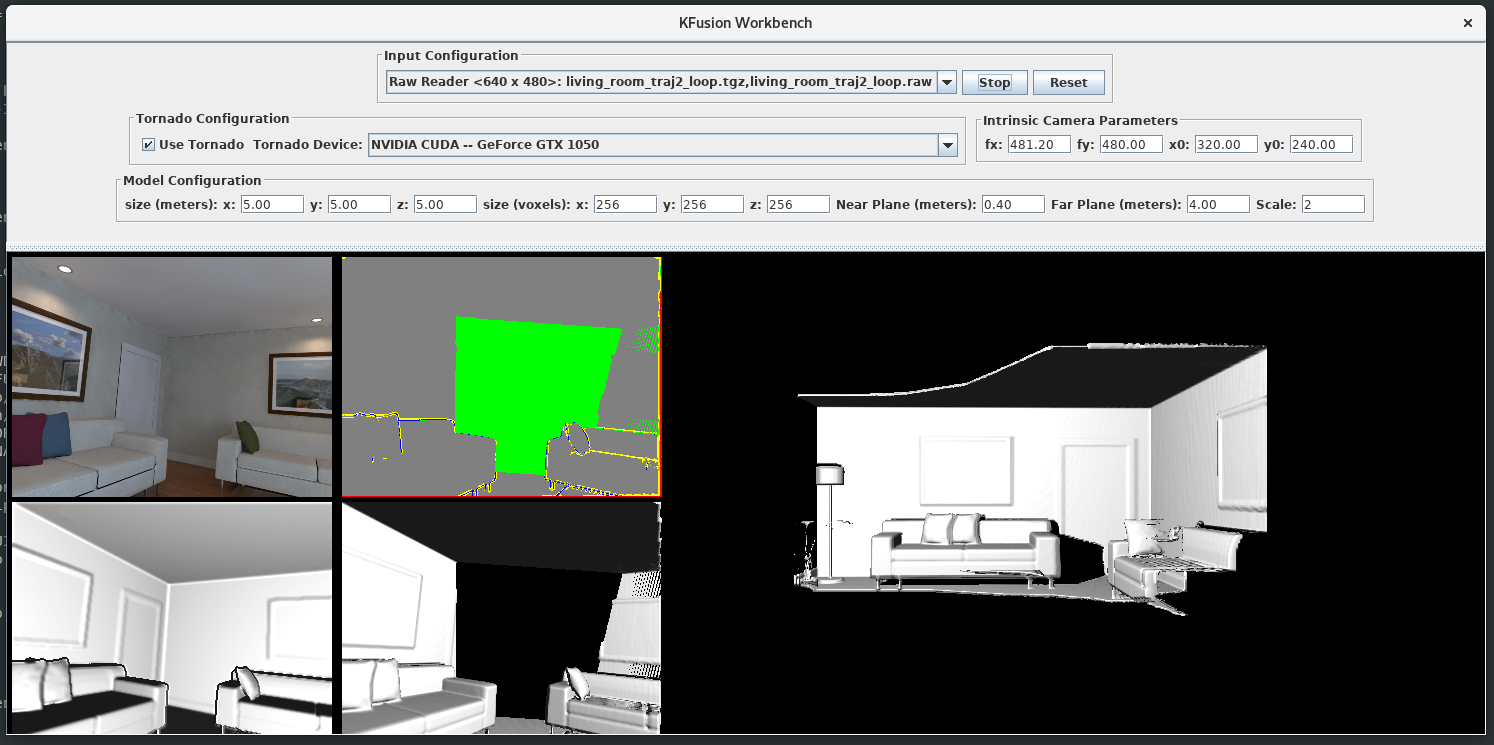 KFusion Workbench
Input Configuration
Raw Reader <640 x 480>: living_room_traj2_loop.tgz,living_room_traj2_loop.raw Stop Reset
Tornado Configuration
Use Tornado Tornado Device: NVIDIA CUDA -- GeForce GTX 1050
Intrinsic Camera Parameters
fx: 481.20 fy: 480.00 x0: 320.00 y0: 240.00
Model Configuration
size (meters): x: 5.00 y: 5.00 z: 5.00 size (voxels): x: 256 y: 256 z: 256 Near Plane (meters): 0.40 Far Plane (meters): 4.00 Scale: 2